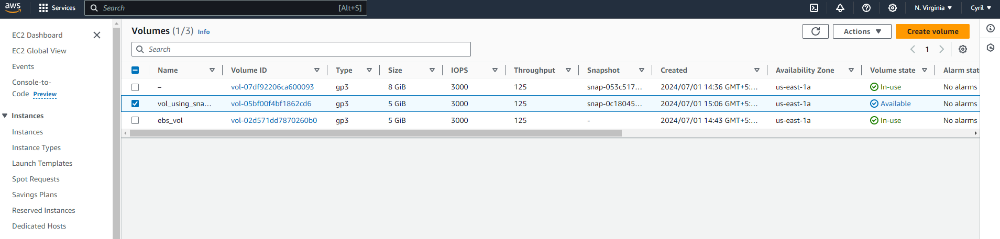 aws Services Search [Alt+S] N. Virginia Cyril
EC2 Dashboard
EC2 Global View
Events
Console-to-
Code Preview
Instances
Instances
Instance Types
Launch Templates
Spot Requests
Savings Plans
Reserved Instances
Dedicated Hosts
Volumes (1/3) Info
Actions Create volume
Search
1
Name Volume ID Type Size IOPS Throughput Snapshot Created Availability Zone Volume state Alarm stat
– vol-07df92206ca600093 gp3 8 GiB 3000 125 snap-053c517... 2024/07/01 14:36 GMT+5:... us-east-1a In-use No alarms
vol_using_sna... vol-05bf00f4bf1862cd6 gp3 5 GiB 3000 125 snap-0c18045... 2024/07/01 15:06 GMT+5:... us-east-1a Available No alarms
ebs_vol vol-02d571dd7870260b0 gp3 5 GiB 3000 125 - 2024/07/01 14:43 GMT+5:... us-east-1a In-use No alarms